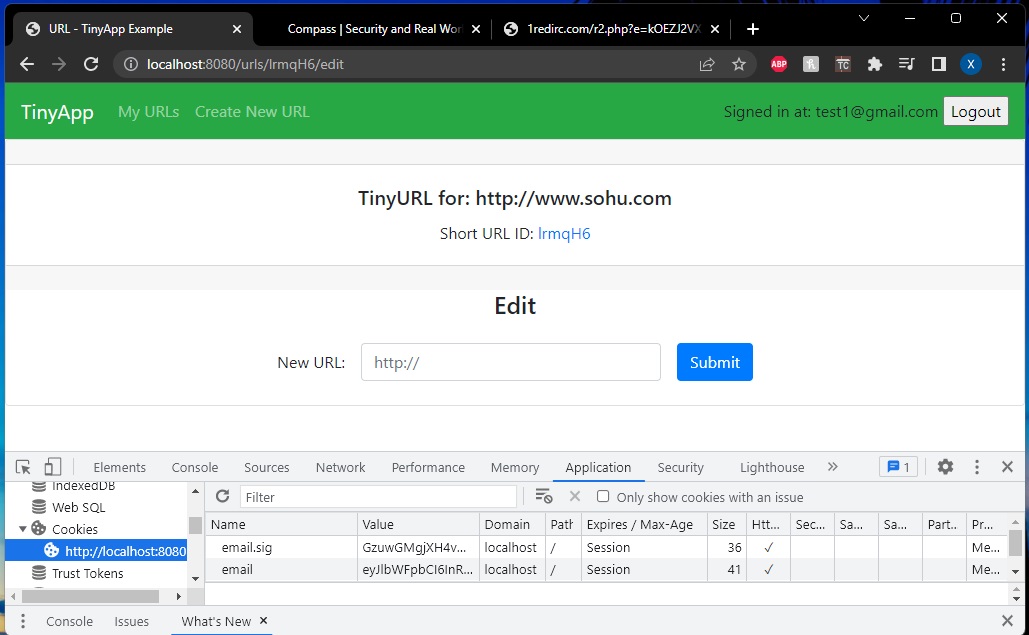 URL - TinyApp Example
Compass | Security and Real Wor
1redirc.com/r2.php?e=kOEZJ2VX
localhost:8080/urls/lrmqH6/edit
ABP
TC
X
TinyApp My URLs Create New URL Signed in at: test1@gmail.com Logout
TinyURL for: http://www.sohu.com
Short URL ID: lrmqH6
Edit
New URL: http:// Submit
Elements Console Sources Network Performance Memory Application Security Lighthouse 1
IndexedDB
Web SQL
Cookies
http://localhost:8080
Trust Tokens
Filter Only show cookies with an issue
Name Value Domain Path Expires / Max-Age Size Htt... Sec... Sa... Sa... Part... Pr...
email.sig GzuwGMgjXH4v... localhost / Session 36 ✓ Me...
email eyJlbWFpbCI6InR... localhost / Session 41 ✓ Me...
Console Issues What's New